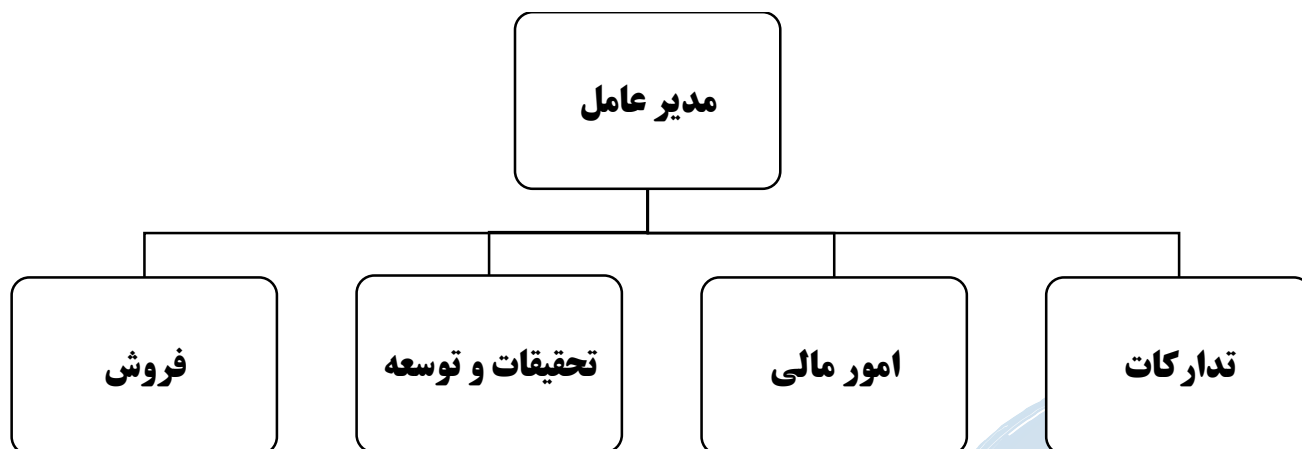 مدیر عامل
تدارکات
امور مالی
تحقیقات و توسعه
فروش